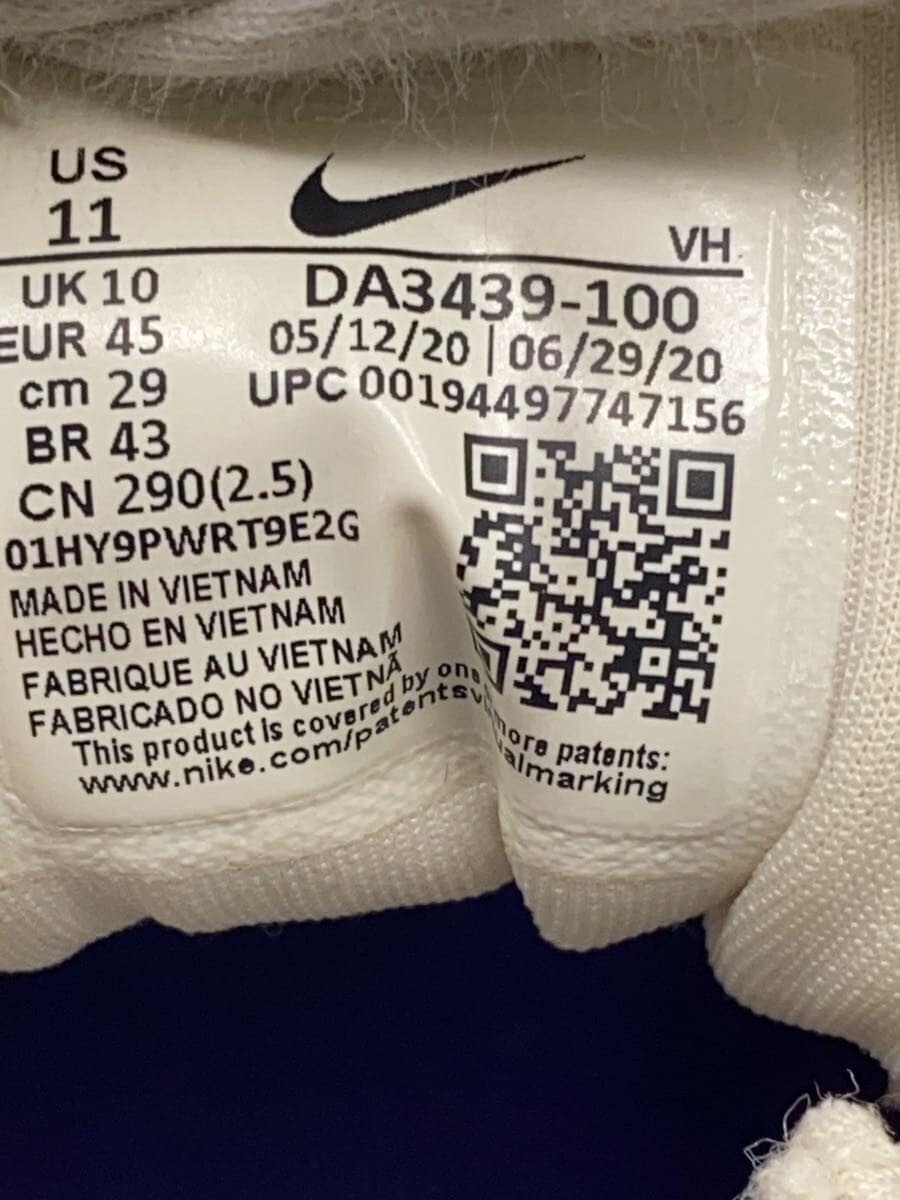 US
11
VH
UK 10
EUR 45
cm 29
BR 43
CN 290(2.5)
DA3439-100
05/12/20 | 06/29/20
UPC 00194497747156
01HY9PWRT9E2G
MADE IN VIETNAM
HECHO EN VIETNAM
FABRIQUE AU VIETNAM
FABRICADO NO VIETNÃ
This product is covered by one more patents:
www.nike.com/patents